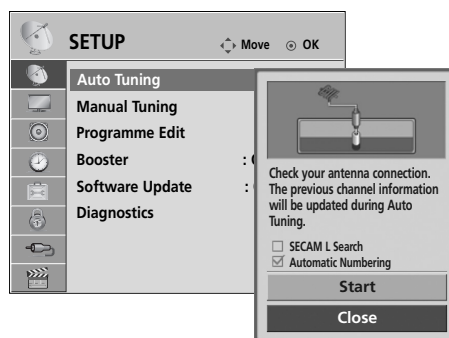 SETUP
Move OK
Auto Tuning
Manual Tuning
Programme Edit
Booster :
Software Update :
Diagnostics
Check your antenna connection.
The previous channel information
will be updated during Auto
Tuning.
SECAM L Search
Automatic Numbering
Start
Close